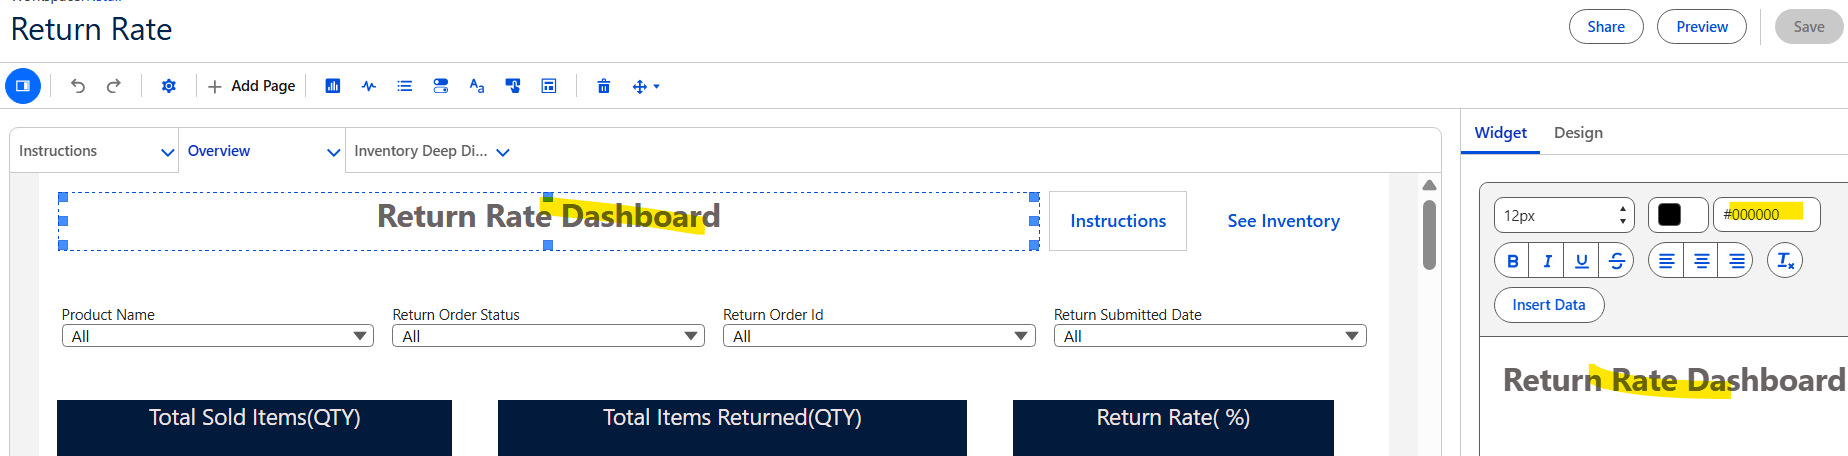 Return Rate
Share Preview Save
Add Page
Widget Design
Instructions Overview Inventory Deep Di...
Return Rate Dashboard Instructions See Inventory
12px #000000
B I U S
Insert Data
Product Name Return Order Status Return Order Id Return Submitted Date
All All All All
Return Rate Dashboard
Total Sold Items(QTY) Total Items Returned(QTY) Return Rate( %)